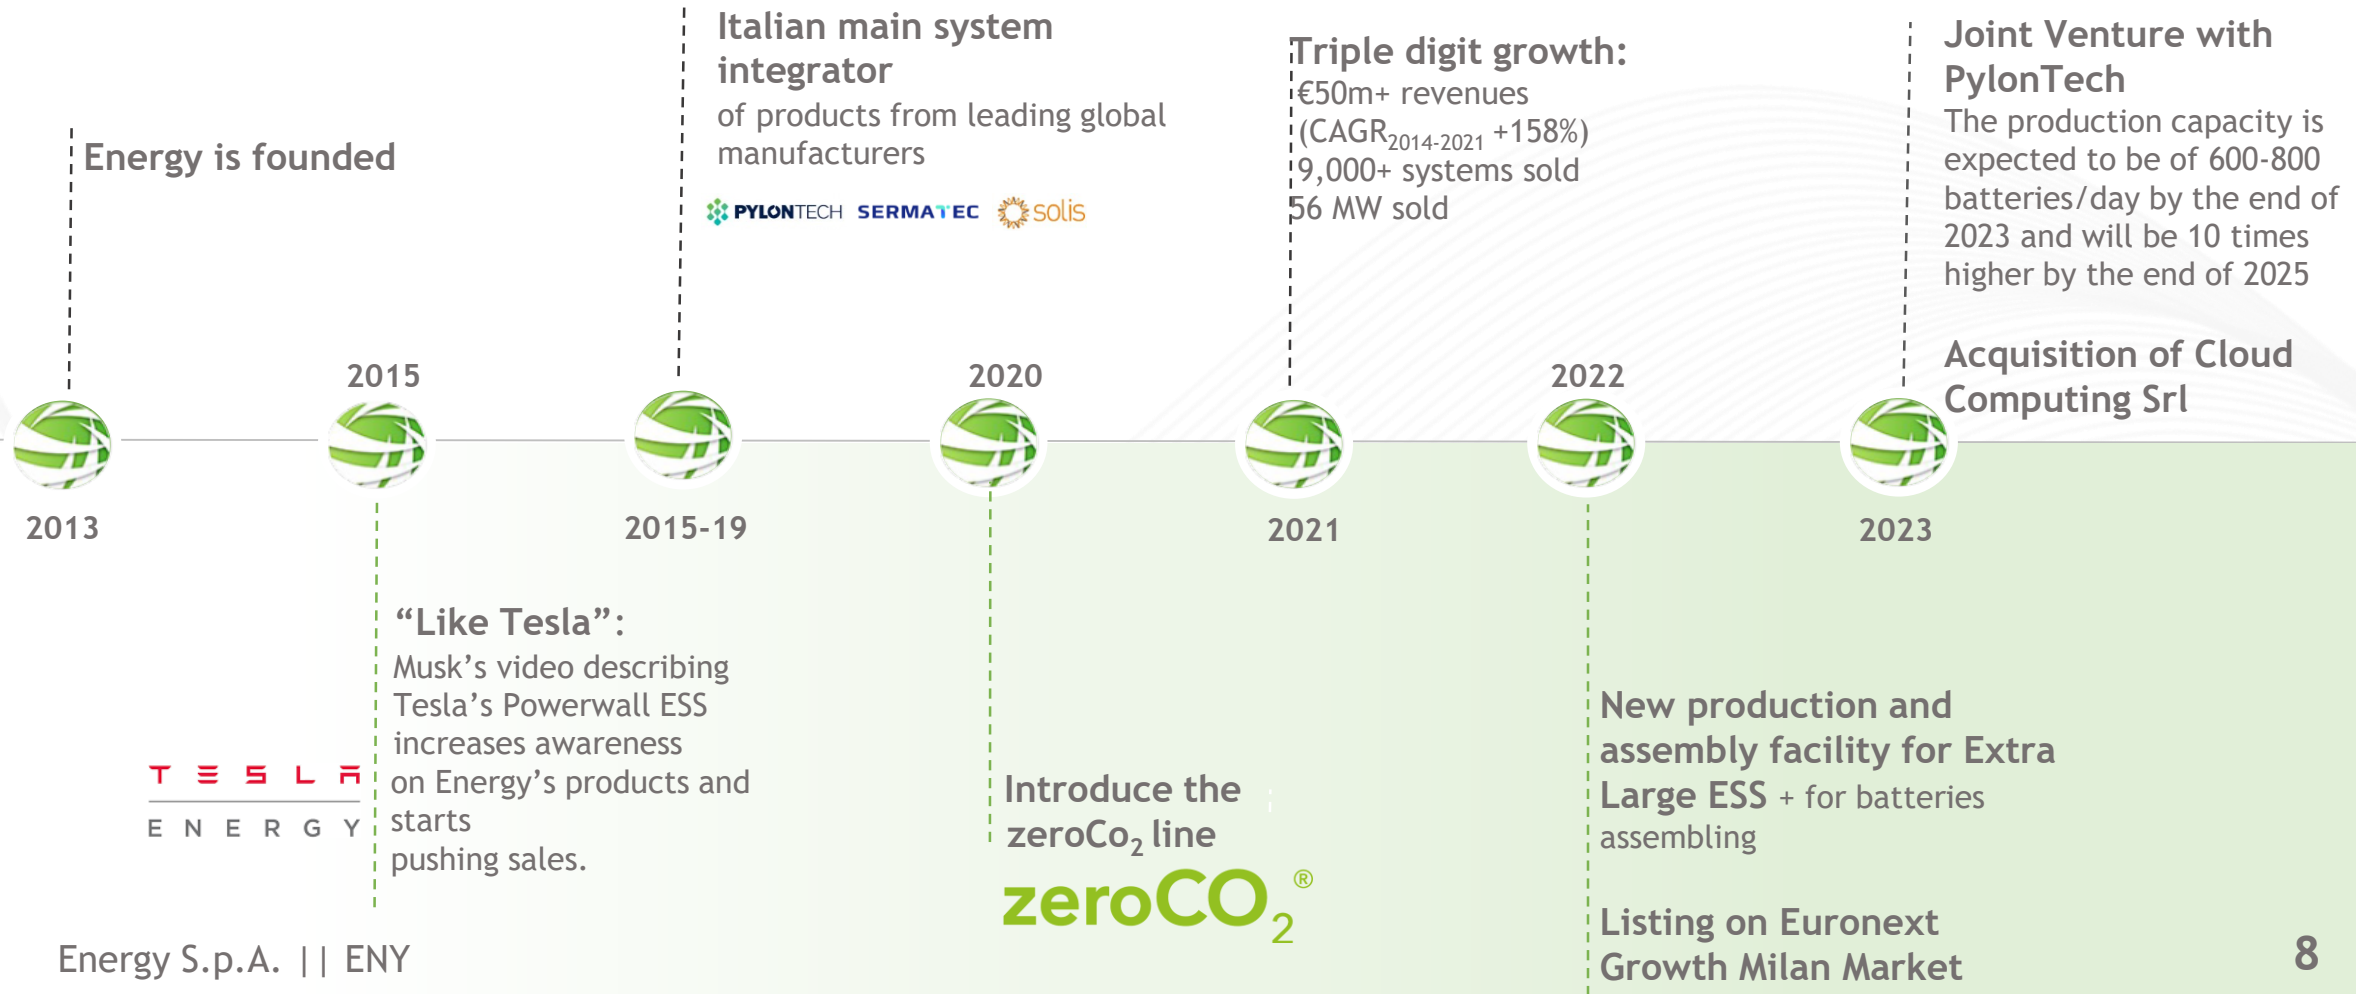 Energy is founded
2013
2015
“Like Tesla”:
Musk’s video describing
Tesla’s Powerwall ESS
increases awareness
on Energy’s products and
starts
pushing sales.
TESLA
ENERGY
Italian main system
integrator
of products from leading global
manufacturers
PYLONTECH SERMATEC solis
2015-19
2020
Introduce the
zeroCo₂ line
zeroCO₂®
Triple digit growth:
€50m+ revenues
(CAGR2014-2021 +158%)
9,000+ systems sold
56 MW sold
2021
2022
New production and
assembly facility for Extra
Large ESS + for batteries
assembling
Listing on Euronext
Growth Milan Market
Joint Venture with
PylonTech
The production capacity is
expected to be of 600-800
batteries/day by the end of
2023 and will be 10 times
higher by the end of 2025
Acquisition of Cloud
Computing Srl
2023
Energy S.p.A. || ENY
8